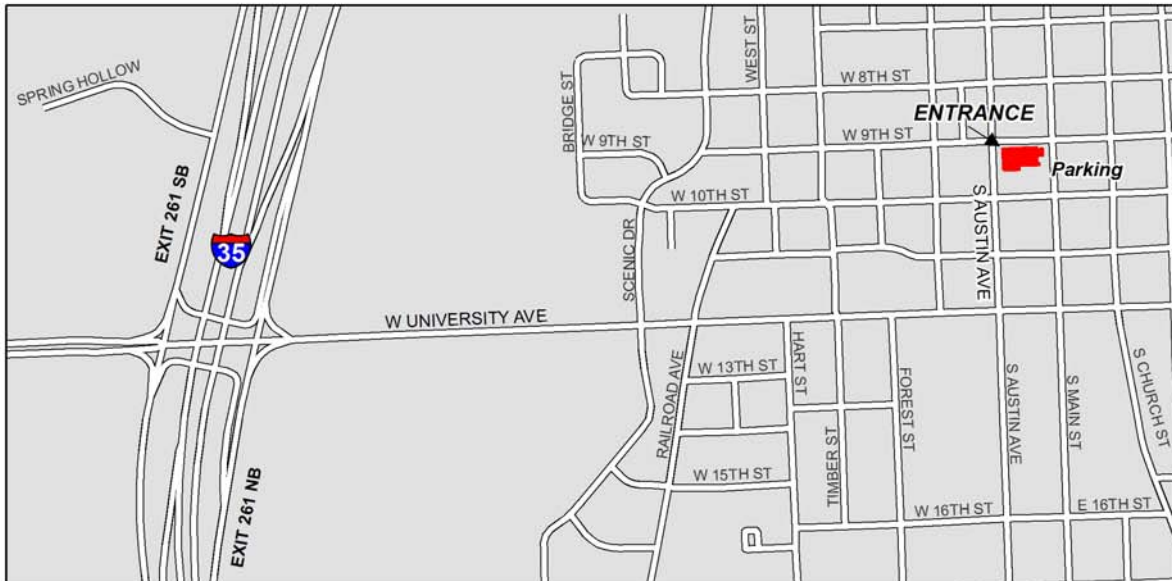 SPRING HOLLOW
EXIT 261 SB
35
EXIT 261 NB
W UNIVERSITY AVE
BRIDGE ST
WEST ST
W 8TH ST
ENTRANCE
W 9TH ST
W 9TH ST
Parking
W 10TH ST
SCENIC DR
S AUSTIN AVE
RAILROAD AVE
W 13TH ST
HART ST
TIMBER ST
FOREST ST
S AUSTIN AVE
S MAIN ST
S CHURCH ST
W 15TH ST
W 16TH ST
E 16TH ST